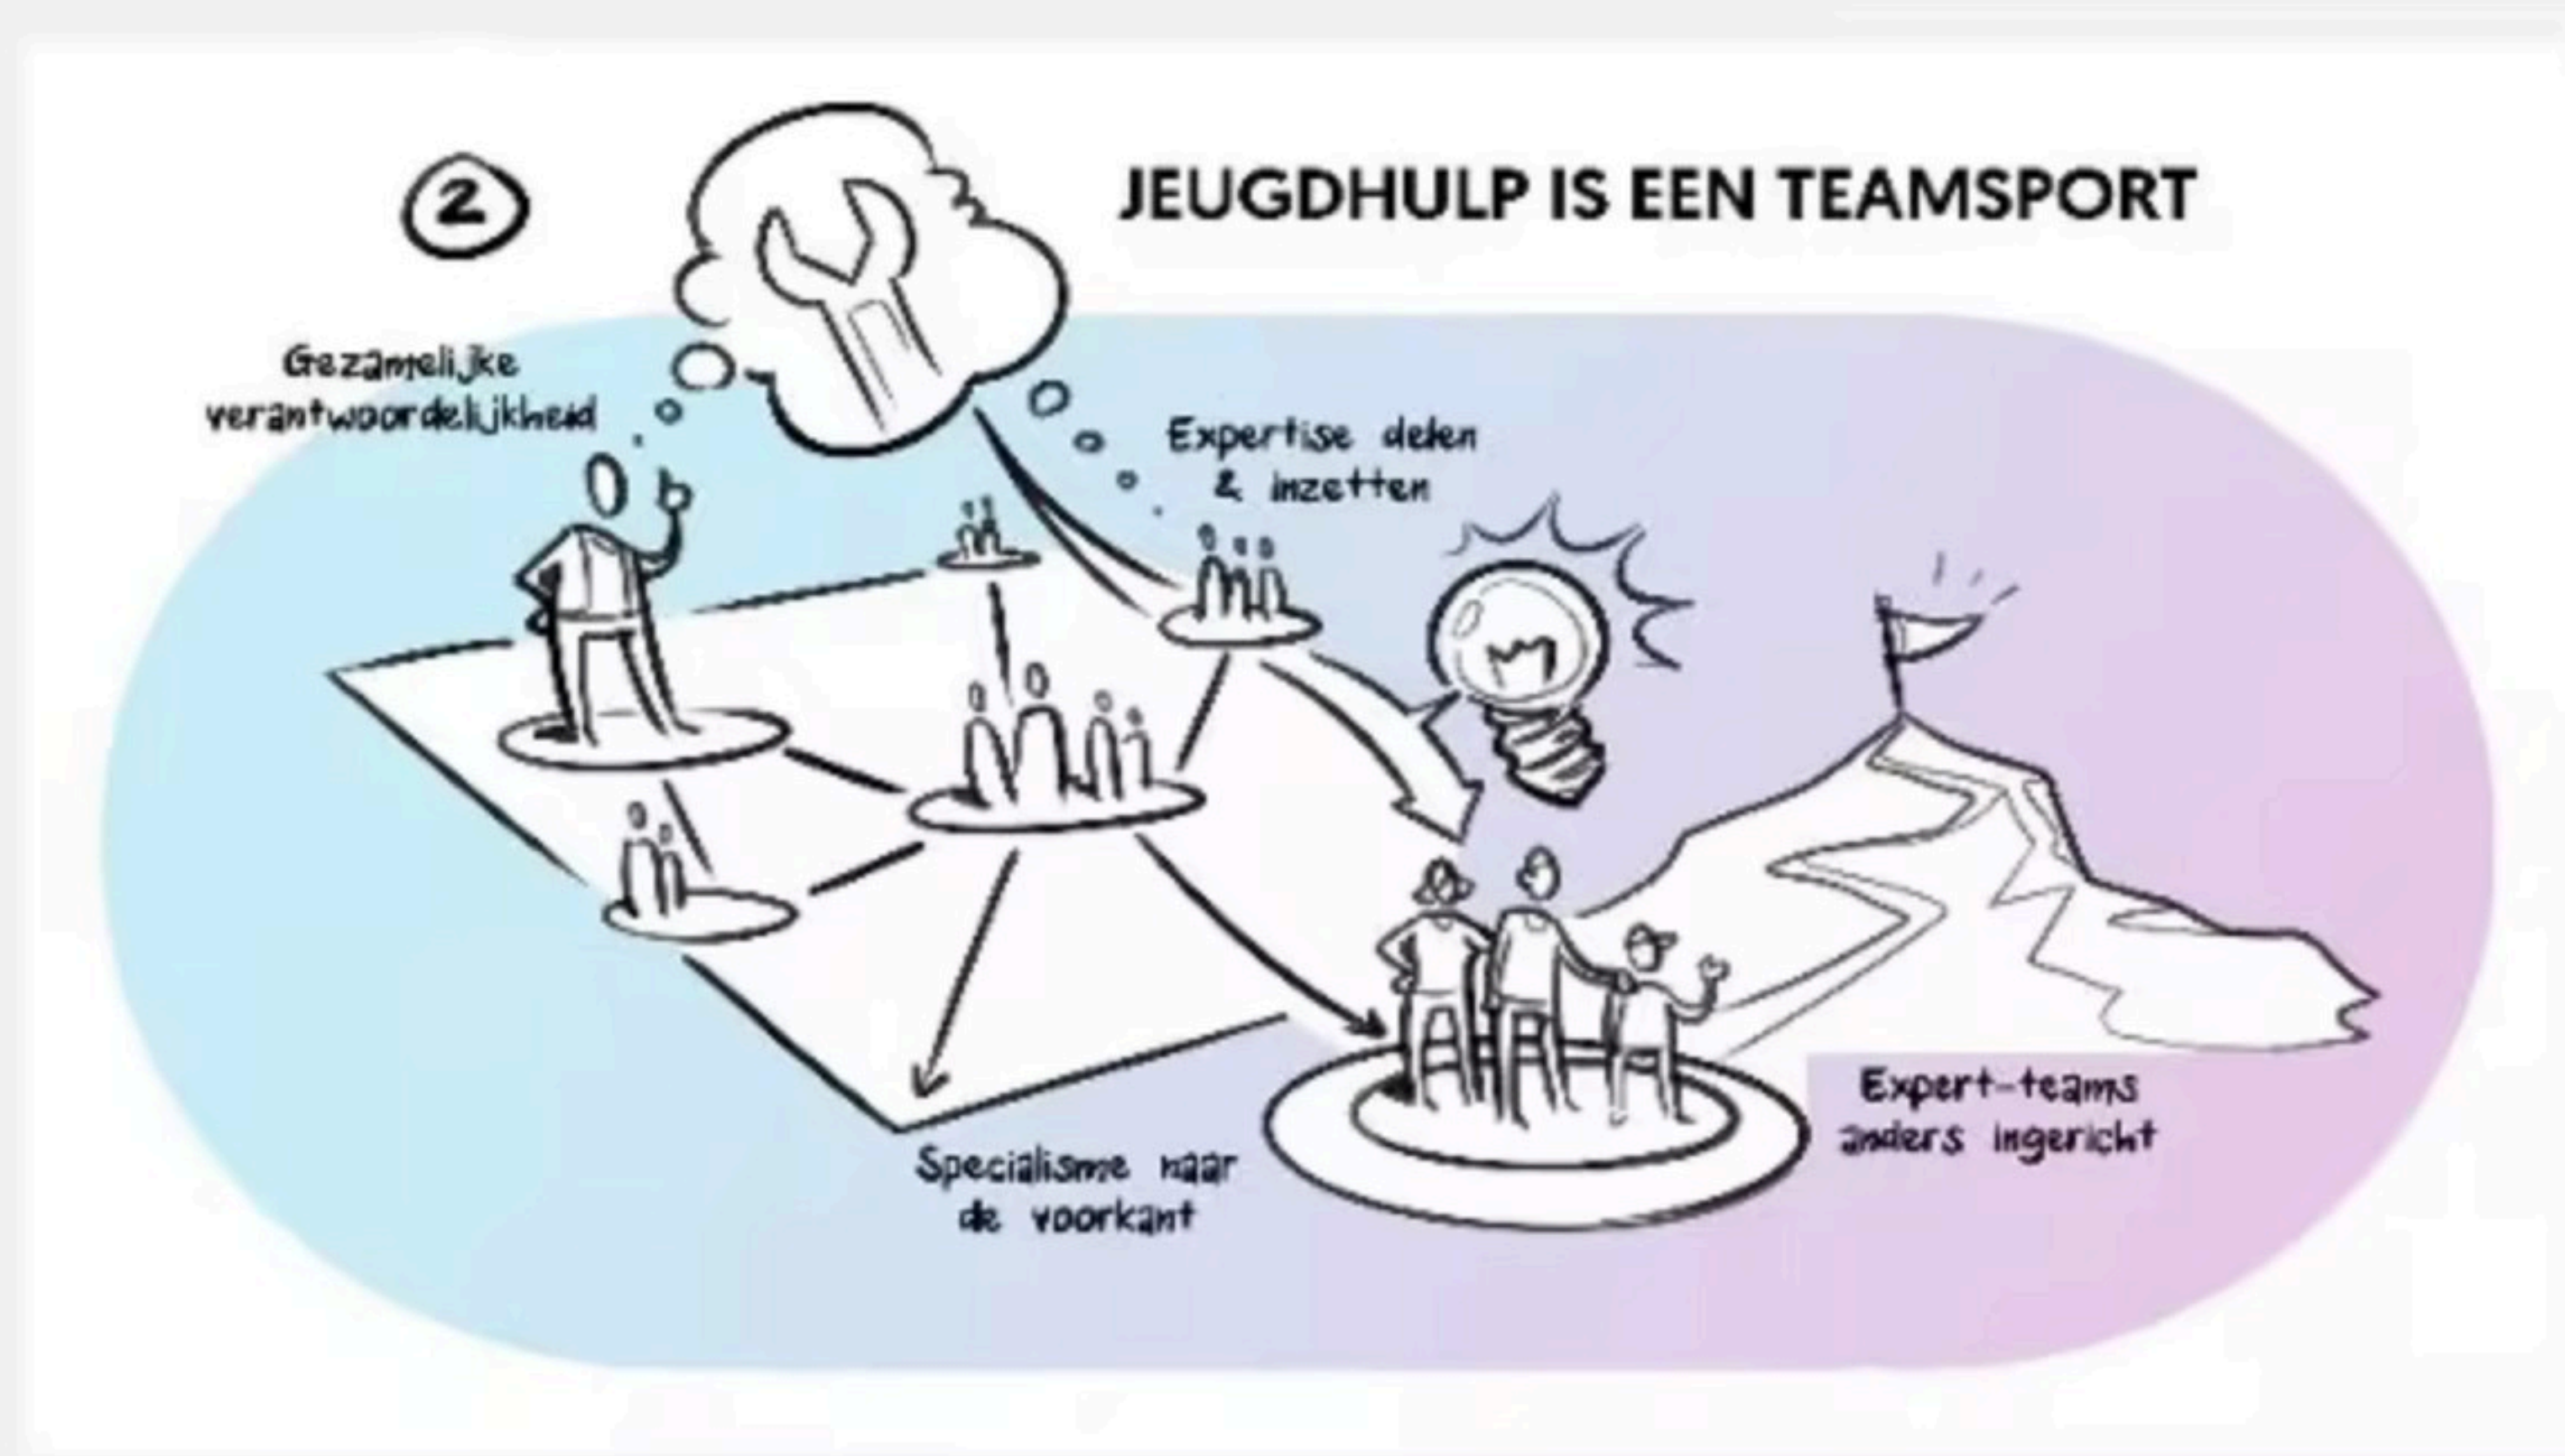 2
JEUGDHULP IS EEN TEAMSPORT
Gezamelijke
verantwoordelijkheid
Expertise delen
& inzetten
Specialisme naar
de voorkant
Expert-teams
anders ingericht